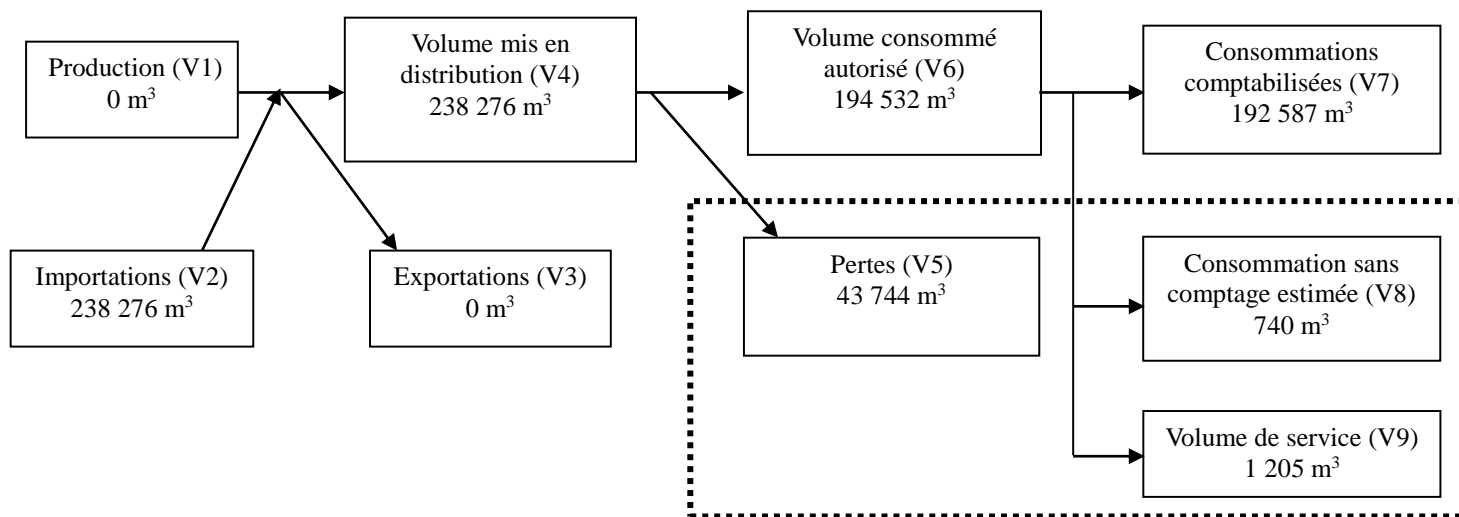 Production (V1)
0 m³
Volume mis en
distribution (V4)
238 276 m³
Volume consommé
autorisé (V6)
194 532 m³
Consommations
comptabilisées (V7)
192 587 m³
Importations (V2)
238 276 m³
Exportations (V3)
0 m³
Pertes (V5)
43 744 m³
Consommation sans
comptage estimée (V8)
740 m³
Volume de service (V9)
1 205 m³